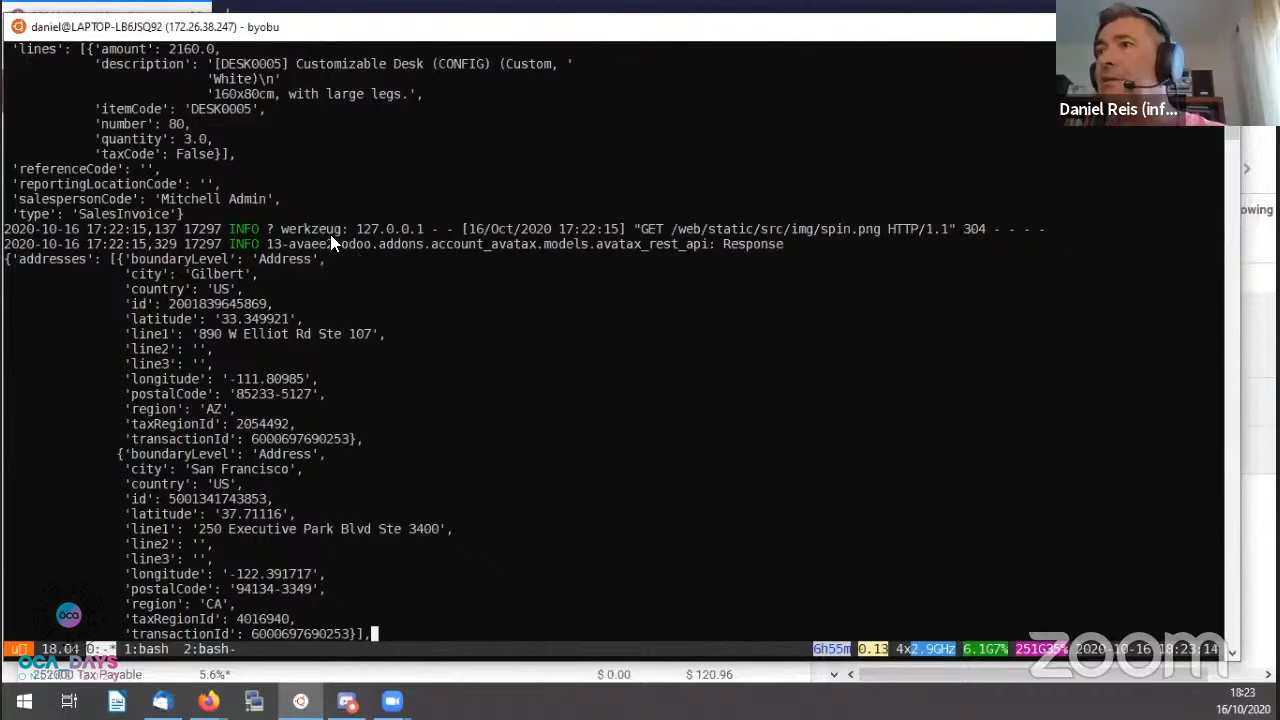 daniel@LAPTOP-LB6JSQ92 (172.26.38.247) - byobu
'lines': [{'amount': 2160.0,
'description': '[DESK0005] Customizable Desk (CONFIG) (Custom, '
'White)\n'
'160x80cm, with large legs.',
'itemCode': 'DESK0005',
'number': 80,
'quantity': 3.0,
'taxCode': False}],
'referenceCode': '',
'reportingLocationCode': '',
'salespersonCode': 'Mitchell Admin',
'type': 'SalesInvoice'}
2020-10-16 17:22:15,137 17297 INFO ? werkzeug: 127.0.0.1 - - [16/Oct/2020 17:22:15] "GET /web/static/src/img/spin.png HTTP/1.1" 304 - - - -
2020-10-16 17:22:15,329 17297 INFO odoo.addons.account_avatax.models.avatax_rest_api: Response
{'addresses': [{'boundaryLevel': 'Address',
'city': 'Gilbert',
'country': 'US',
'id': 2001839645869,
'latitude': '33.349921',
'line1': '890 W Elliot Rd Ste 107',
'line2': '',
'line3': '',
'longitude': '-111.80985',
'postalCode': '85233-5127',
'region': 'AZ',
'taxRegionId': 2054492,
'transactionId': 6000697690253},
{'boundaryLevel': 'Address',
'city': 'San Francisco',
'country': 'US',
'id': 5001341743853,
'latitude': '37.71116',
'line1': '250 Executive Park Blvd Ste 3400',
'line2': '',
'line3': '',
'longitude': '-122.391717',
'postalCode': '94134-3349',
'region': 'CA',
'taxRegionId': 4016940,
'transactionId': 6000697690253}],
18.04 0:-* 1:bash 2:bash- 6h55m 0.13 4x2.9GHz 6.1G7% 251G35% 2020-10-16 18:23:14
Daniel Reis (inf...
owing
oca
OCA DAYS
zoom
252000 Tax Payable 5.6%* $ 0.00 $ 120.96
18:23
16/10/2020